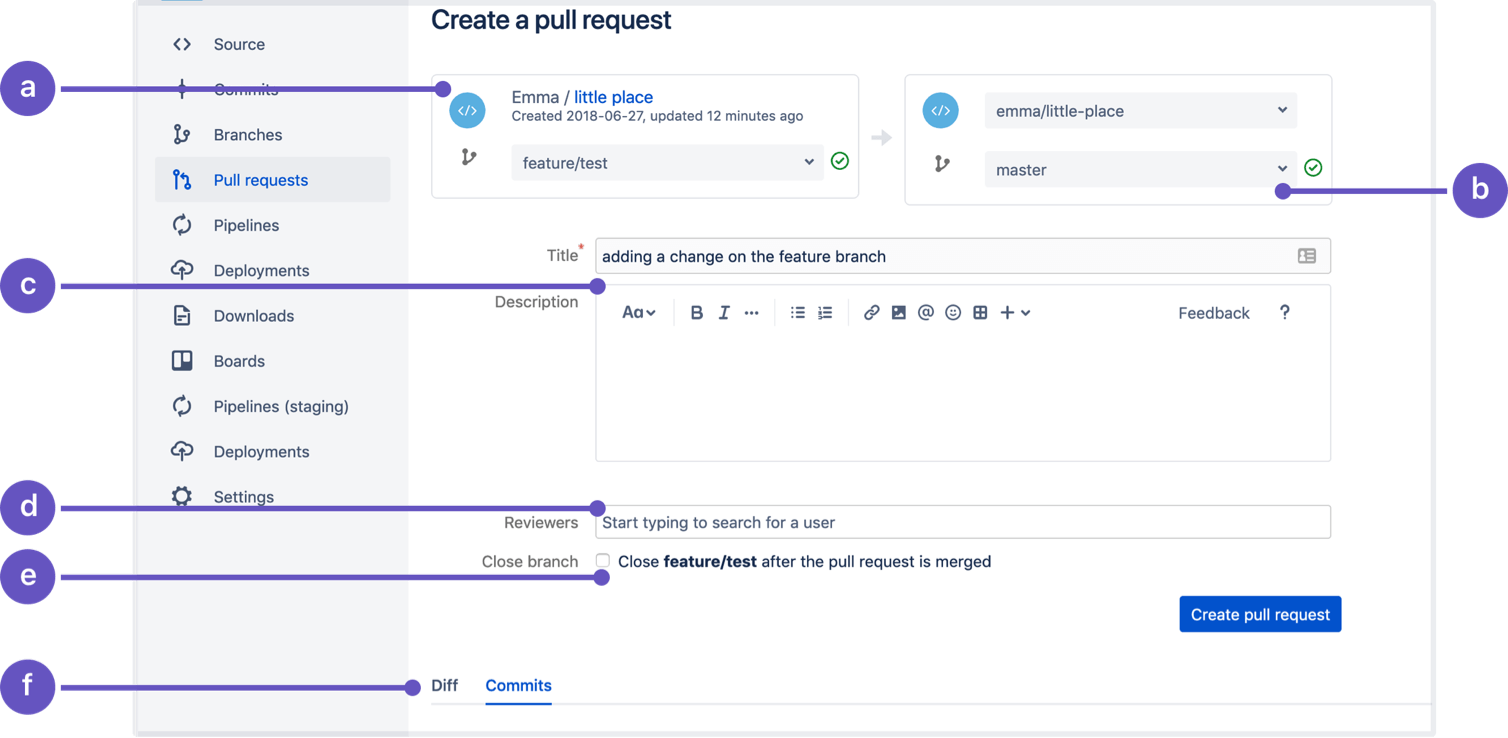 Create a pull request
Source
a
Commits
Branches
Pull requests
Pipelines
Deployments
Downloads
Boards
Pipelines (staging)
Deployments
Settings
Emma / little place
Created 2018-06-27, updated 12 minutes ago
feature/test
emma/little-place
master
b
Title*
adding a change on the feature branch
c
Description
Aa B I ... @ +
Feedback ?
d
Reviewers
Start typing to search for a user
e
Close branch
Close feature/test after the pull request is merged
Create pull request
f
Diff Commits